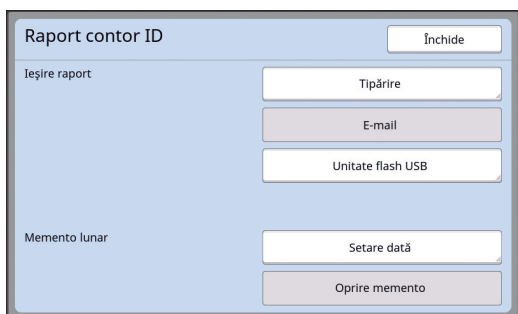 Raport contor ID
Închide
Ieşire raport
Tipărire
E-mail
Unitate flash USB
Memento lunar
Setare dată
Oprire memento